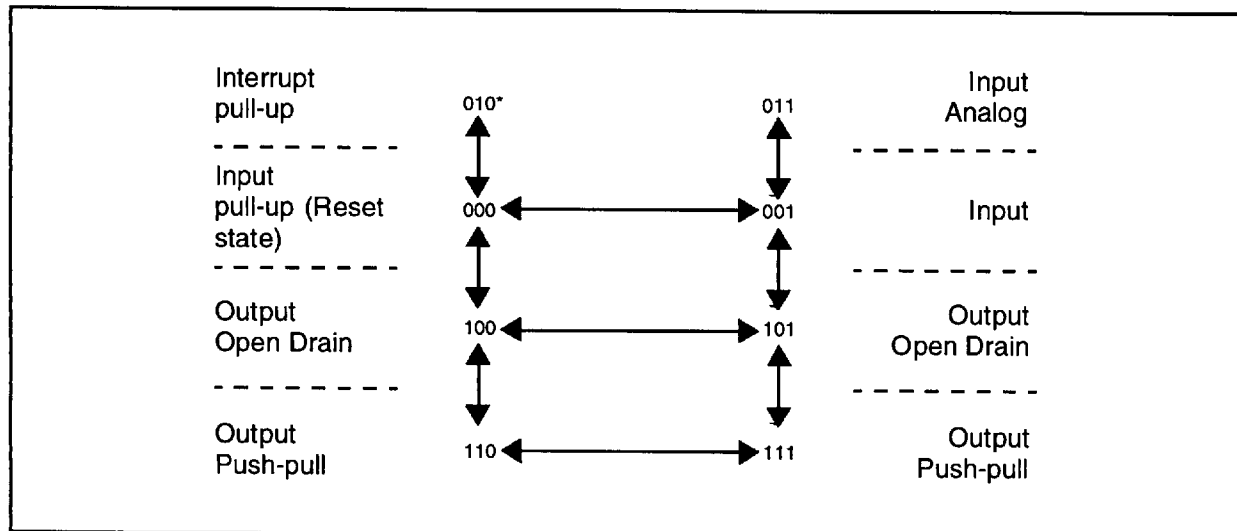 Interrupt
pull-up
010*
011
Input
Analog
Input
pull-up (Reset
state)
000
001
Input
Output
Open Drain
100
101
Output
Open Drain
Output
Push-pull
110
111
Output
Push-pull